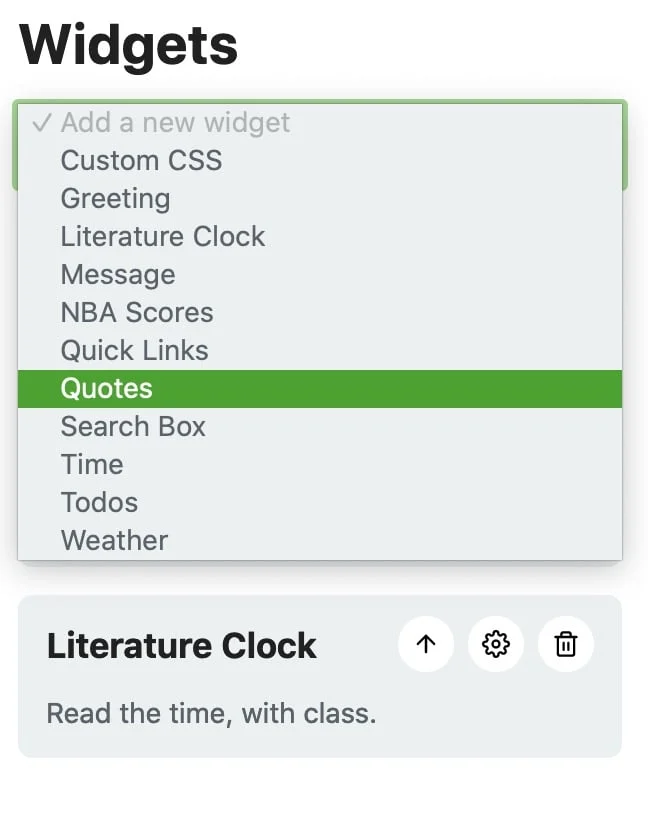 Widgets
✓ Add a new widget
Custom CSS
Greeting
Literature Clock
Message
NBA Scores
Quick Links
Quotes
Search Box
Time
Todos
Weather
Literature Clock
Read the time, with class.